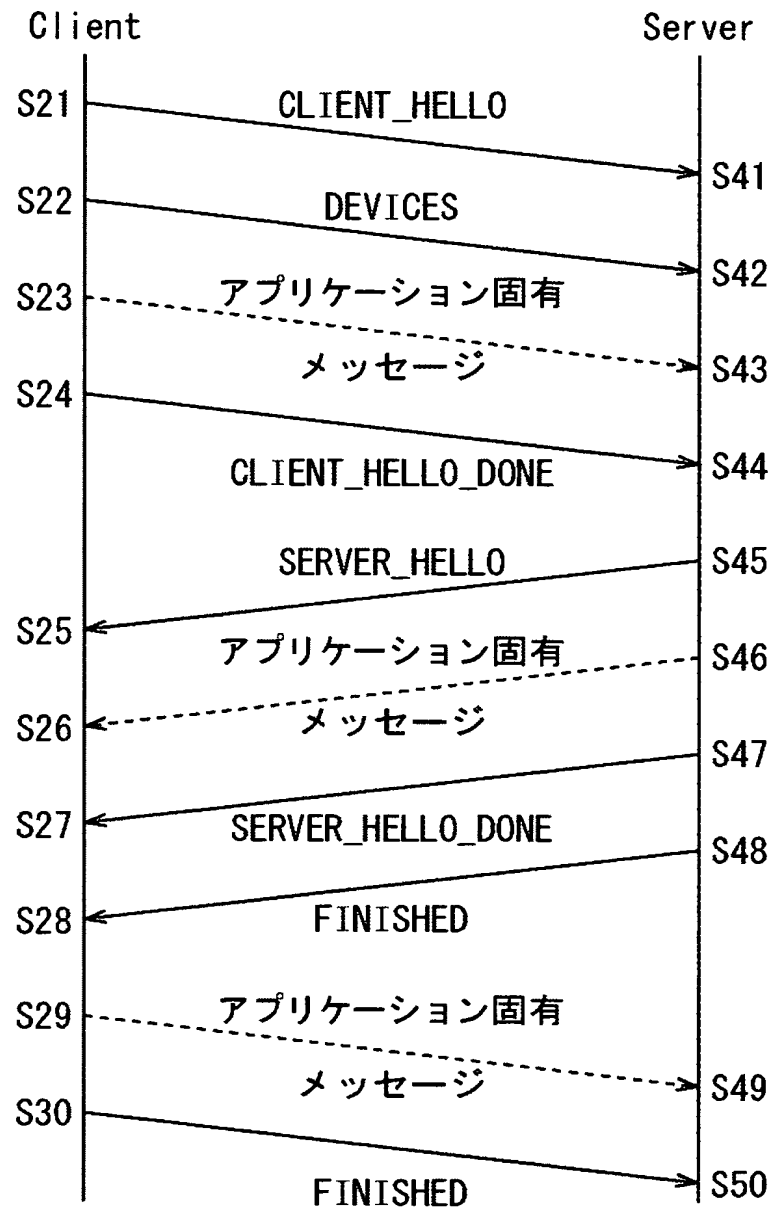 Client
Server
S21
CLIENT_HELLO
S41
S22
DEVICES
S42
S23
アプリケーション固有
メッセージ
S43
S24
S44
CLIENT_HELLO_DONE
SERVER_HELLO
S45
S25
アプリケーション固有
S46
S26
メッセージ
S47
S27
SERVER_HELLO_DONE
S48
S28
FINISHED
S29
アプリケーション固有
メッセージ
S49
S30
S50
FINISHED